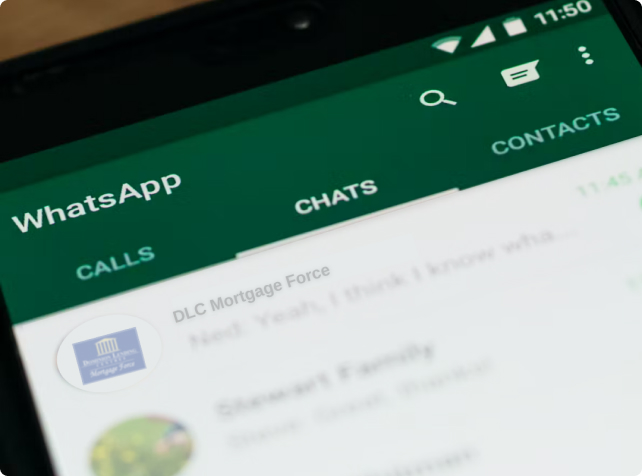 11:50
WhatsApp
CALLS
CHATS
CONTACTS
11:45
DLC Mortgage Force
Ned: Yeah, I think I know wha...
Mortgage Force
Stewart Family
Steve: Great, thanks!